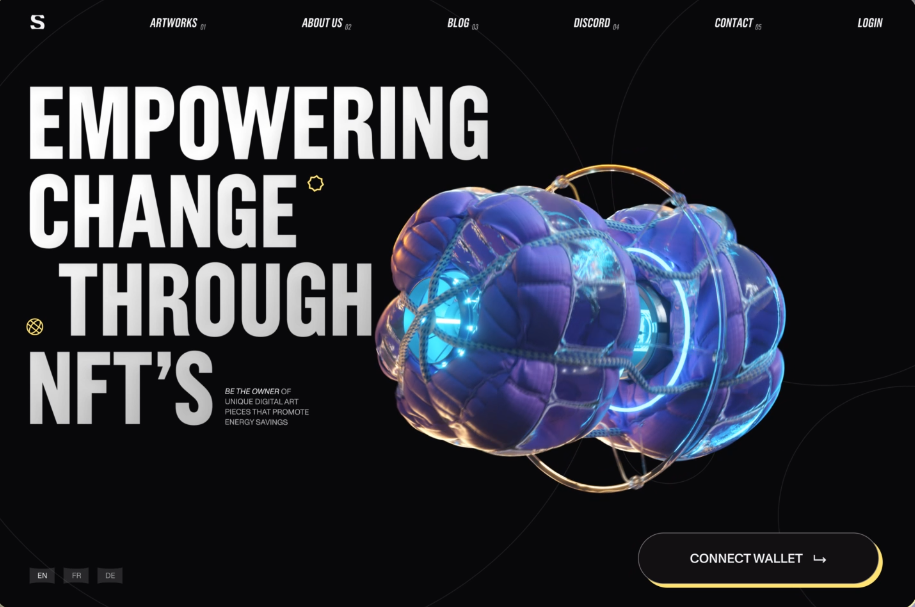 S
ARTWORKS 01
ABOUT US 02
BLOG 03
DISCORD 04
CONTACT 05
LOGIN
EMPOWERING
CHANGE
THROUGH
NFT’S
BE THE OWNER OF
UNIQUE DIGITAL ART
PIECES THAT PROMOTE
ENERGY SAVINGS
CONNECT WALLET
EN
FR
DE